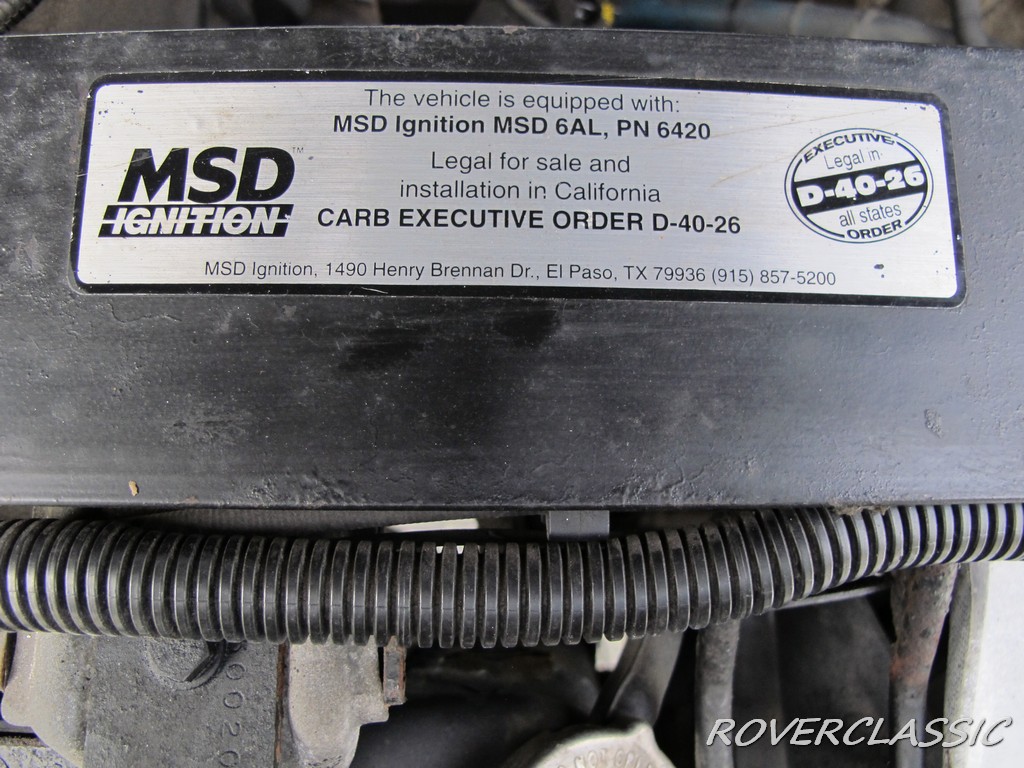 The vehicle is equipped with:
MSD Ignition MSD 6AL, PN 6420
Legal for sale and
installation in California
CARB EXECUTIVE ORDER D-40-26
MSD™
IGNITION
EXECUTIVE
Legal in
D-40-26
all states
ORDER
MSD Ignition, 1490 Henry Brennan Dr., El Paso, TX 79936 (915) 857-5200
ROVERCLASSIC